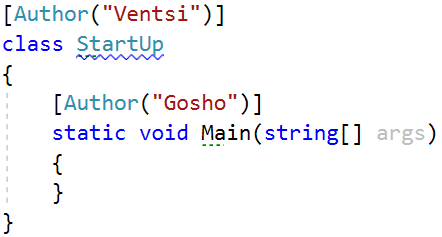 [Author("Ventsi")]
class StartUp
{
[Author("Gosho")]
static void Main(string[] args)
{
}
}